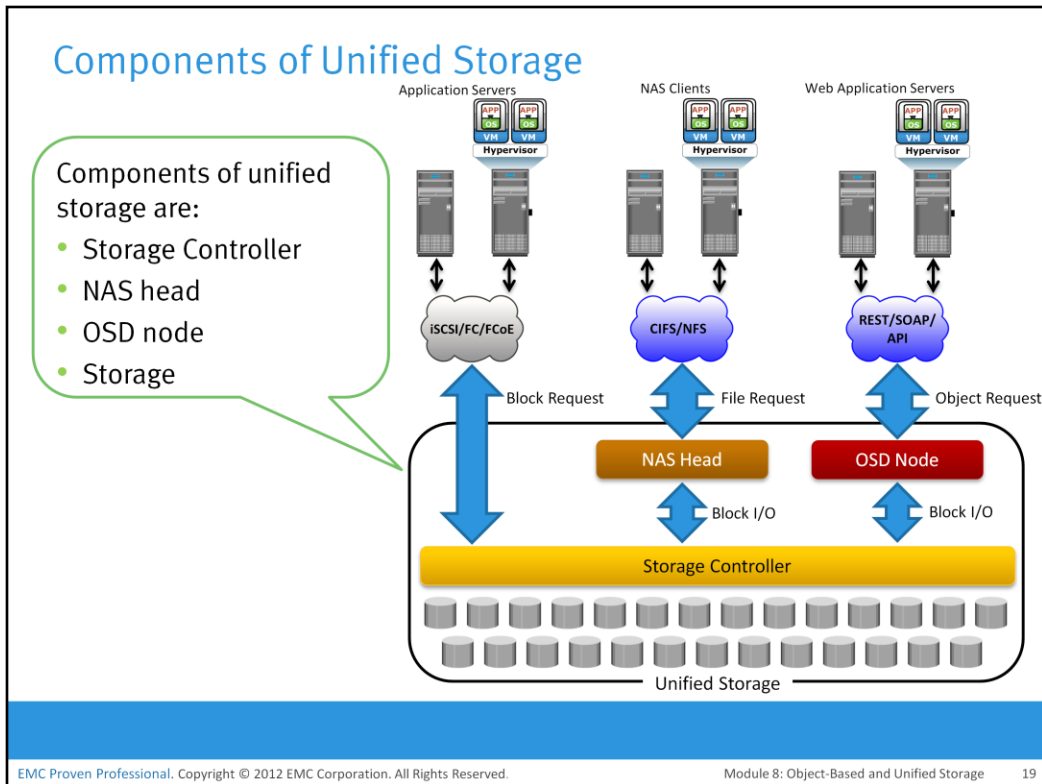 Components of Unified Storage
Application Servers
NAS Clients
Web Application Servers
APP
OS
VM
APP
OS
VM
Hypervisor
APP
OS
VM
APP
OS
VM
Hypervisor
APP
OS
VM
APP
OS
VM
Hypervisor
Components of unified
storage are:
• Storage Controller
• NAS head
• OSD node
• Storage
iSCSI/FC/FCoE
CIFS/NFS
REST/SOAP/
API
Block Request
File Request
Object Request
NAS Head
OSD Node
Block I/O
Block I/O
Storage Controller
Unified Storage
EMC Proven Professional. Copyright © 2012 EMC Corporation. All Rights Reserved.
Module 8: Object-Based and Unified Storage 19